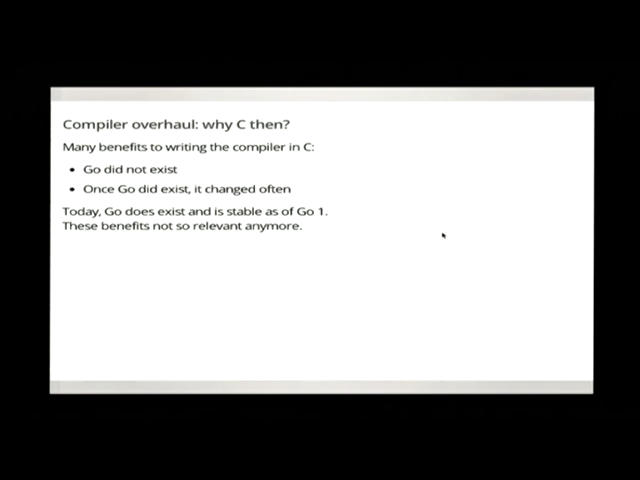 Compiler overhaul: why C then?
Many benefits to writing the compiler in C:
• Go did not exist
• Once Go did exist, it changed often
Today, Go does exist and is stable as of Go 1.
These benefits not so relevant anymore.